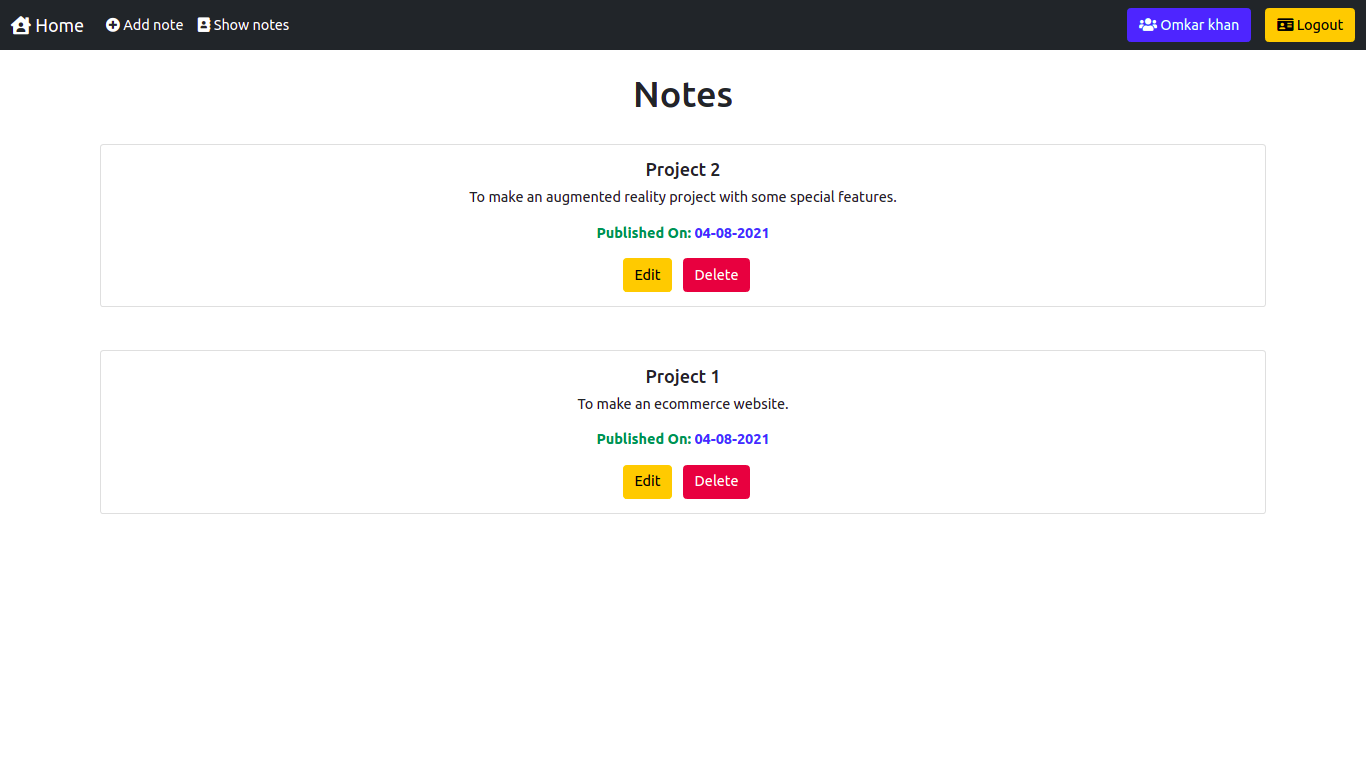 Home Add note Show notes Omkar khan Logout
Notes
Project 2
To make an augmented reality project with some special features.
Published On: 04-08-2021
Edit Delete
Project 1
To make an ecommerce website.
Published On: 04-08-2021
Edit Delete